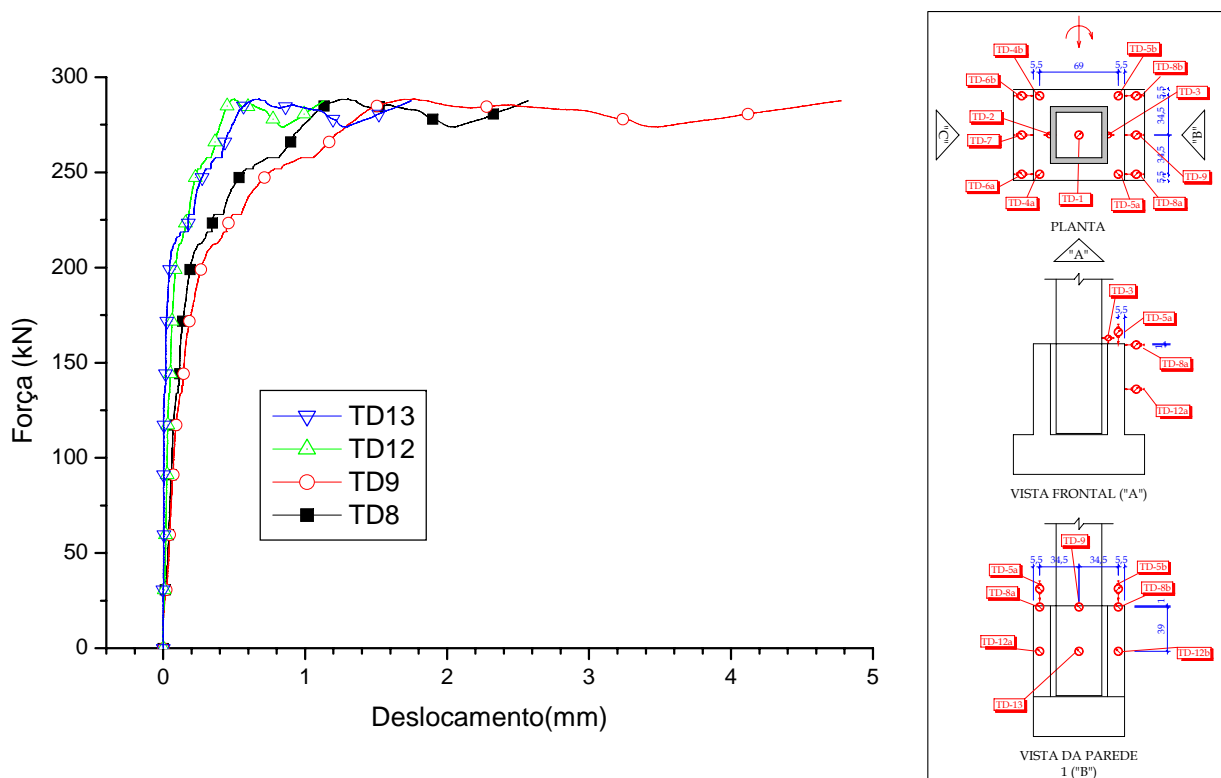 300
250
200
150
100
50
0
Força (kN)
TD13
TD12
TD9
TD8
0 1 2 3 4 5
Deslocamento(mm)
TD-4b
TD-5b
5,5 69 5,5
TD-6b
TD-8b
TD-2
TD-3
TD-7
"C"
"B"
5,5
34,5
34,5
5,5
TD-9
TD-6a
TD-4a
TD-1
TD-5a
TD-8a
PLANTA
"A"
TD-3
5,5
TD-5a
1
TD-8a
TD-12a
VISTA FRONTAL ("A")
TD-9
5,5 34,5 34,5 5,5
TD-5a
TD-5b
TD-8a
TD-8b
1
39
TD-12a
TD-12b
TD-13
VISTA DA PAREDE
1 ("B")